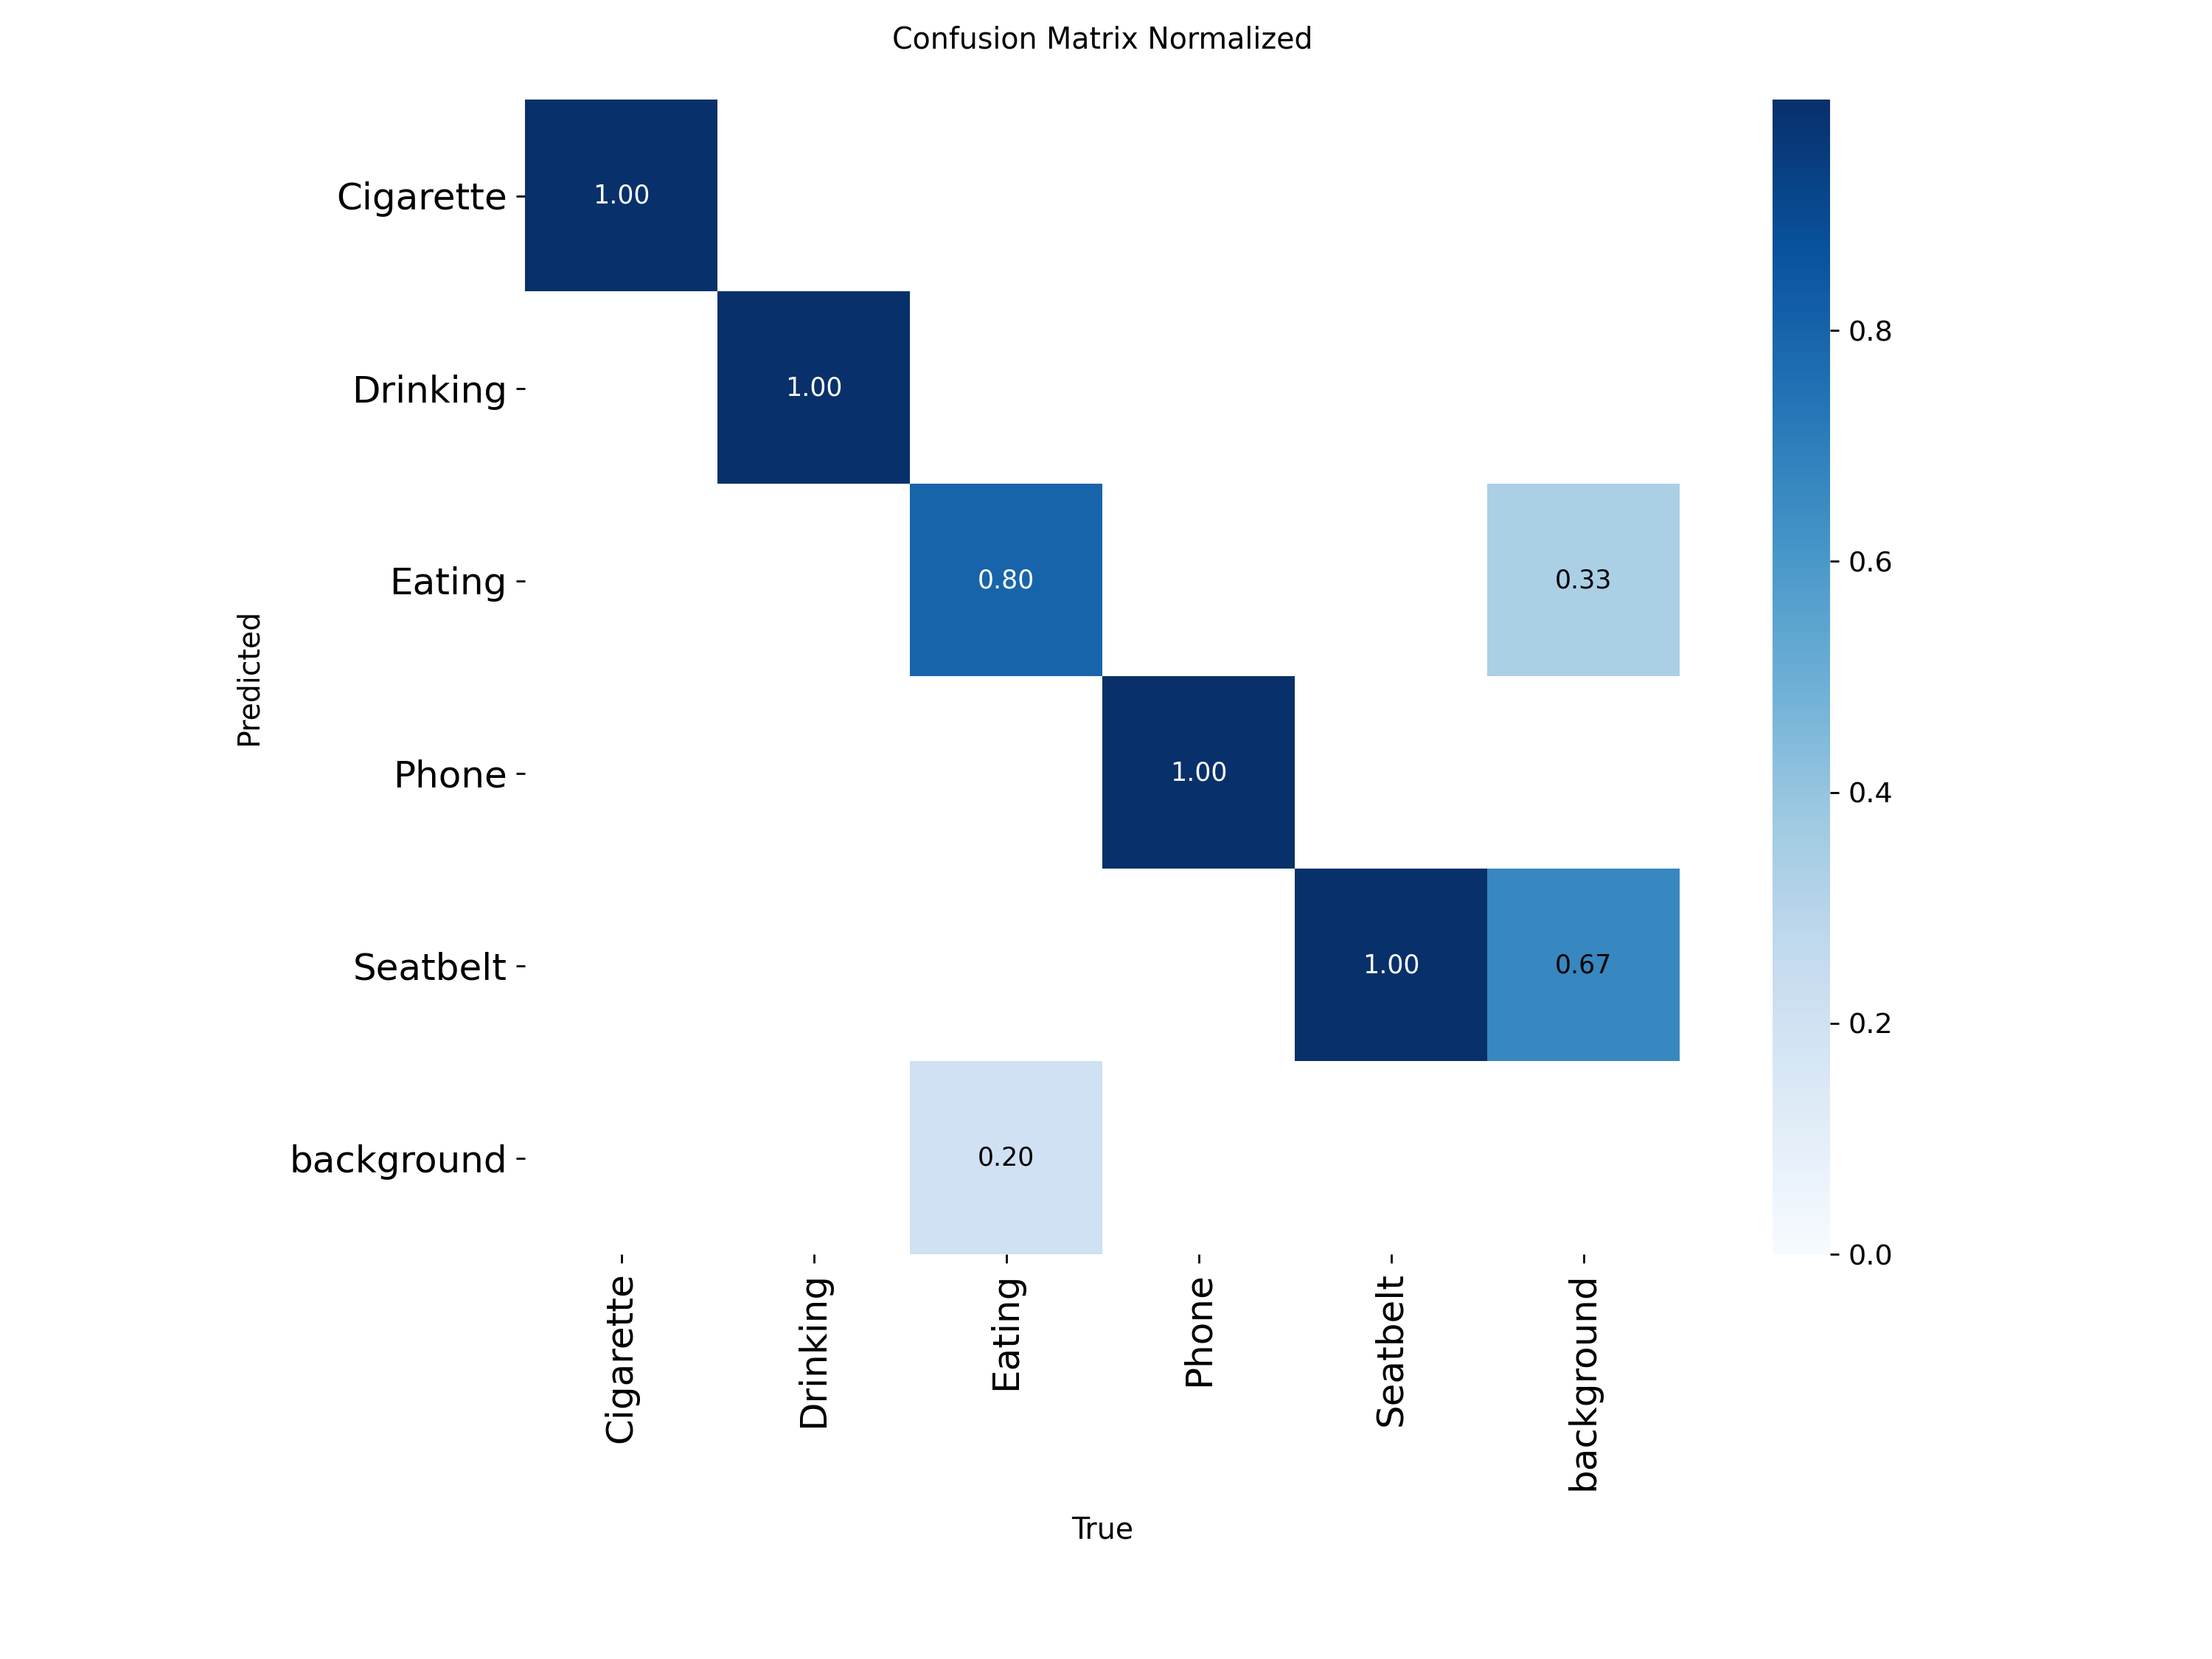 Confusion Matrix Normalized
Cigarette
1.00
Drinking
1.00
0.8
Eating
0.80
0.33
0.6
Predicted
Phone
1.00
0.4
Seatbelt
1.00
0.67
0.2
background
0.20
0.0
Cigarette
Drinking
Eating
Phone
Seatbelt
background
True